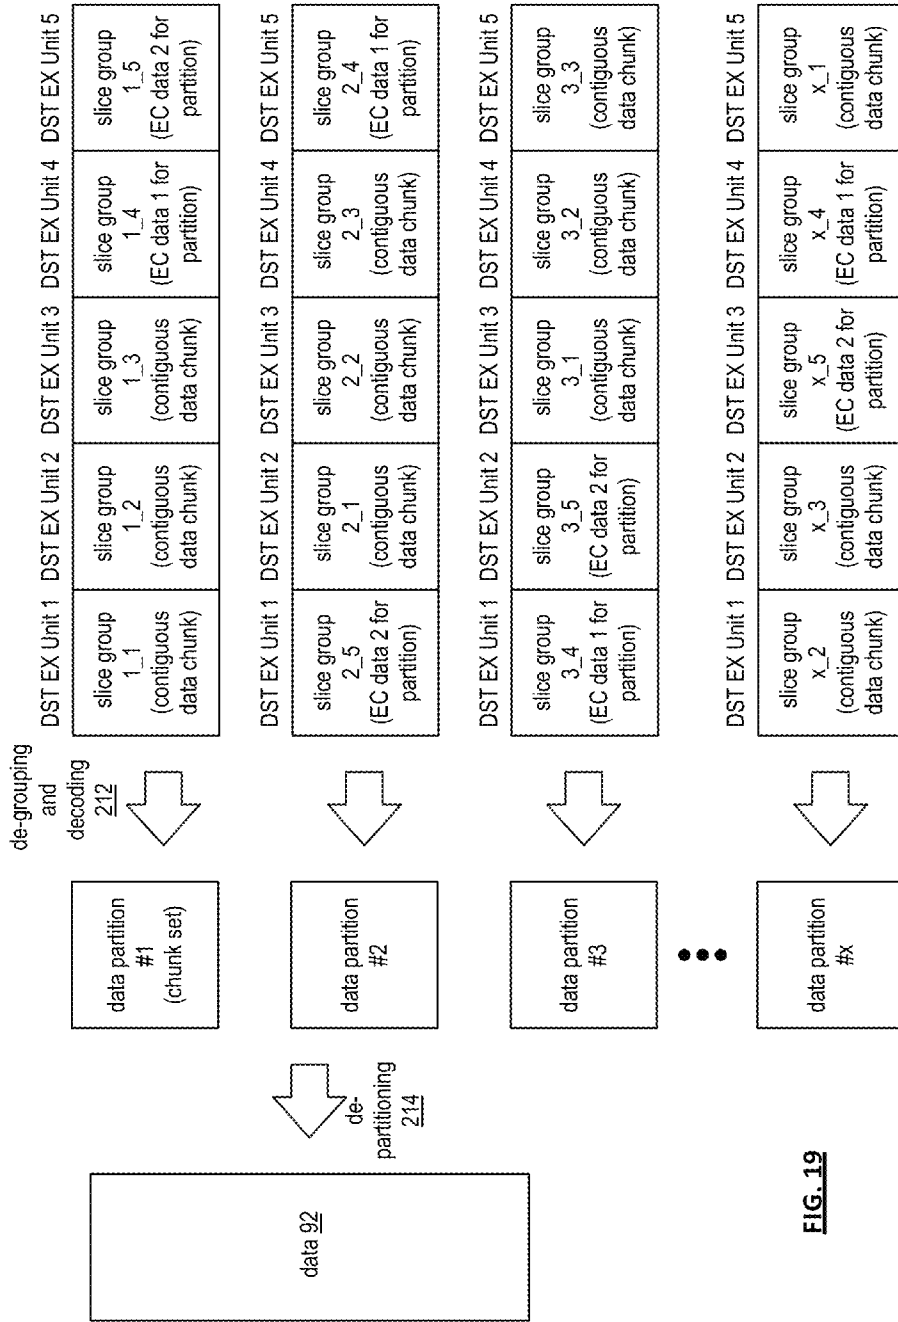 de-grouping
and
decoding
212
DST EX Unit 1
DST EX Unit 2
DST EX Unit 3
DST EX Unit 4
DST EX Unit 5
data partition
#1
(chunk set)
slice group
1_1
(contiguous
data chunk)
slice group
1_2
(contiguous
data chunk)
slice group
1_3
(contiguous
data chunk)
slice group
1_4
(EC data 1 for
partition)
slice group
1_5
(EC data 2 for
partition)
data 92
de-
partitioning
214
DST EX Unit 1
DST EX Unit 2
DST EX Unit 3
DST EX Unit 4
DST EX Unit 5
data partition
#2
slice group
2_5
(EC data 2 for
partition)
slice group
2_1
(contiguous
data chunk)
slice group
2_2
(contiguous
data chunk)
slice group
2_3
(contiguous
data chunk)
slice group
2_4
(EC data 1 for
partition)
DST EX Unit 1
DST EX Unit 2
DST EX Unit 3
DST EX Unit 4
DST EX Unit 5
data partition
#3
slice group
3_4
(EC data 1 for
partition)
slice group
3_5
(EC data 2 for
partition)
slice group
3_1
(contiguous
data chunk)
slice group
3_2
(contiguous
data chunk)
slice group
3_3
(contiguous
data chunk)
DST EX Unit 1
DST EX Unit 2
DST EX Unit 3
DST EX Unit 4
DST EX Unit 5
data partition
#x
slice group
x_2
(contiguous
data chunk)
slice group
x_3
(contiguous
data chunk)
slice group
x_5
(EC data 2 for
partition)
slice group
x_4
(EC data 1 for
partition)
slice group
x_1
(contiguous
data chunk)
FIG. 19